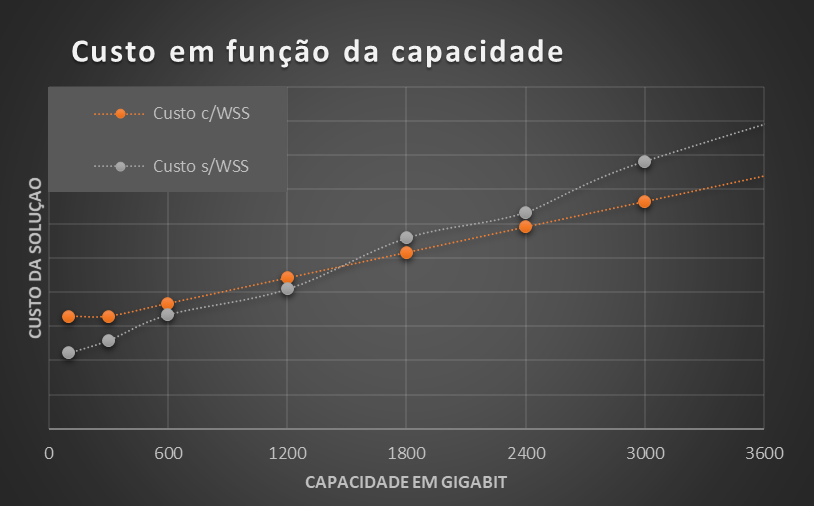 Custo em função da capacidade
Custo c/WSS
Custo s/WSS
CUSTO DA SOLUÇAO
0 600 1200 1800 2400 3000 3600
CAPACIDADE EM GIGABIT